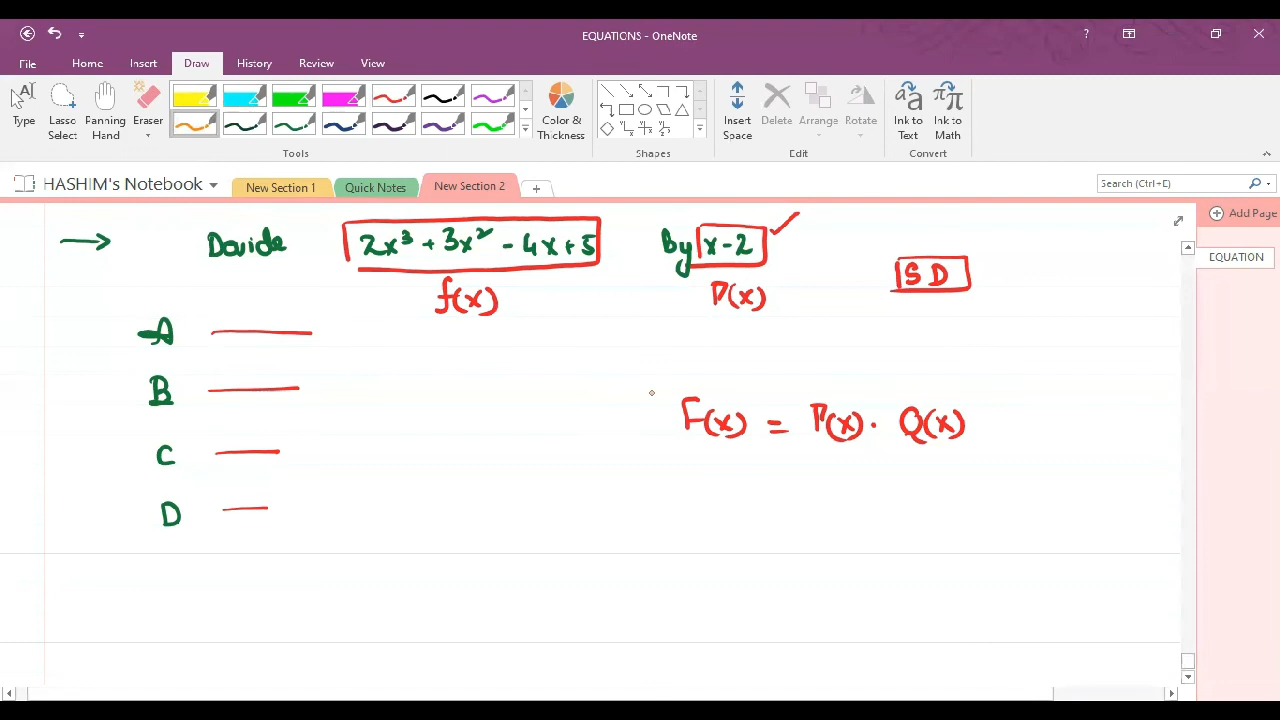 EQUATIONS - OneNote
?
File Home Insert Draw History Review View
Type
Lasso Select
Panning Hand
Eraser
Color & Thickness
Insert Space
Delete
Arrange
Rotate
Ink to Text
Ink to Math
Tools Shapes Edit Convert
HASHIM's Notebook New Section 1 Quick Notes New Section 2 + Search (Ctrl+E)
Add Page
EQUATION
→ Devide 2x³ + 3x² - 4x + 5 By x - 2 ✓
S D
f(x) P(x)
A
B
F(x) = P(x) · Q(x)
C
D